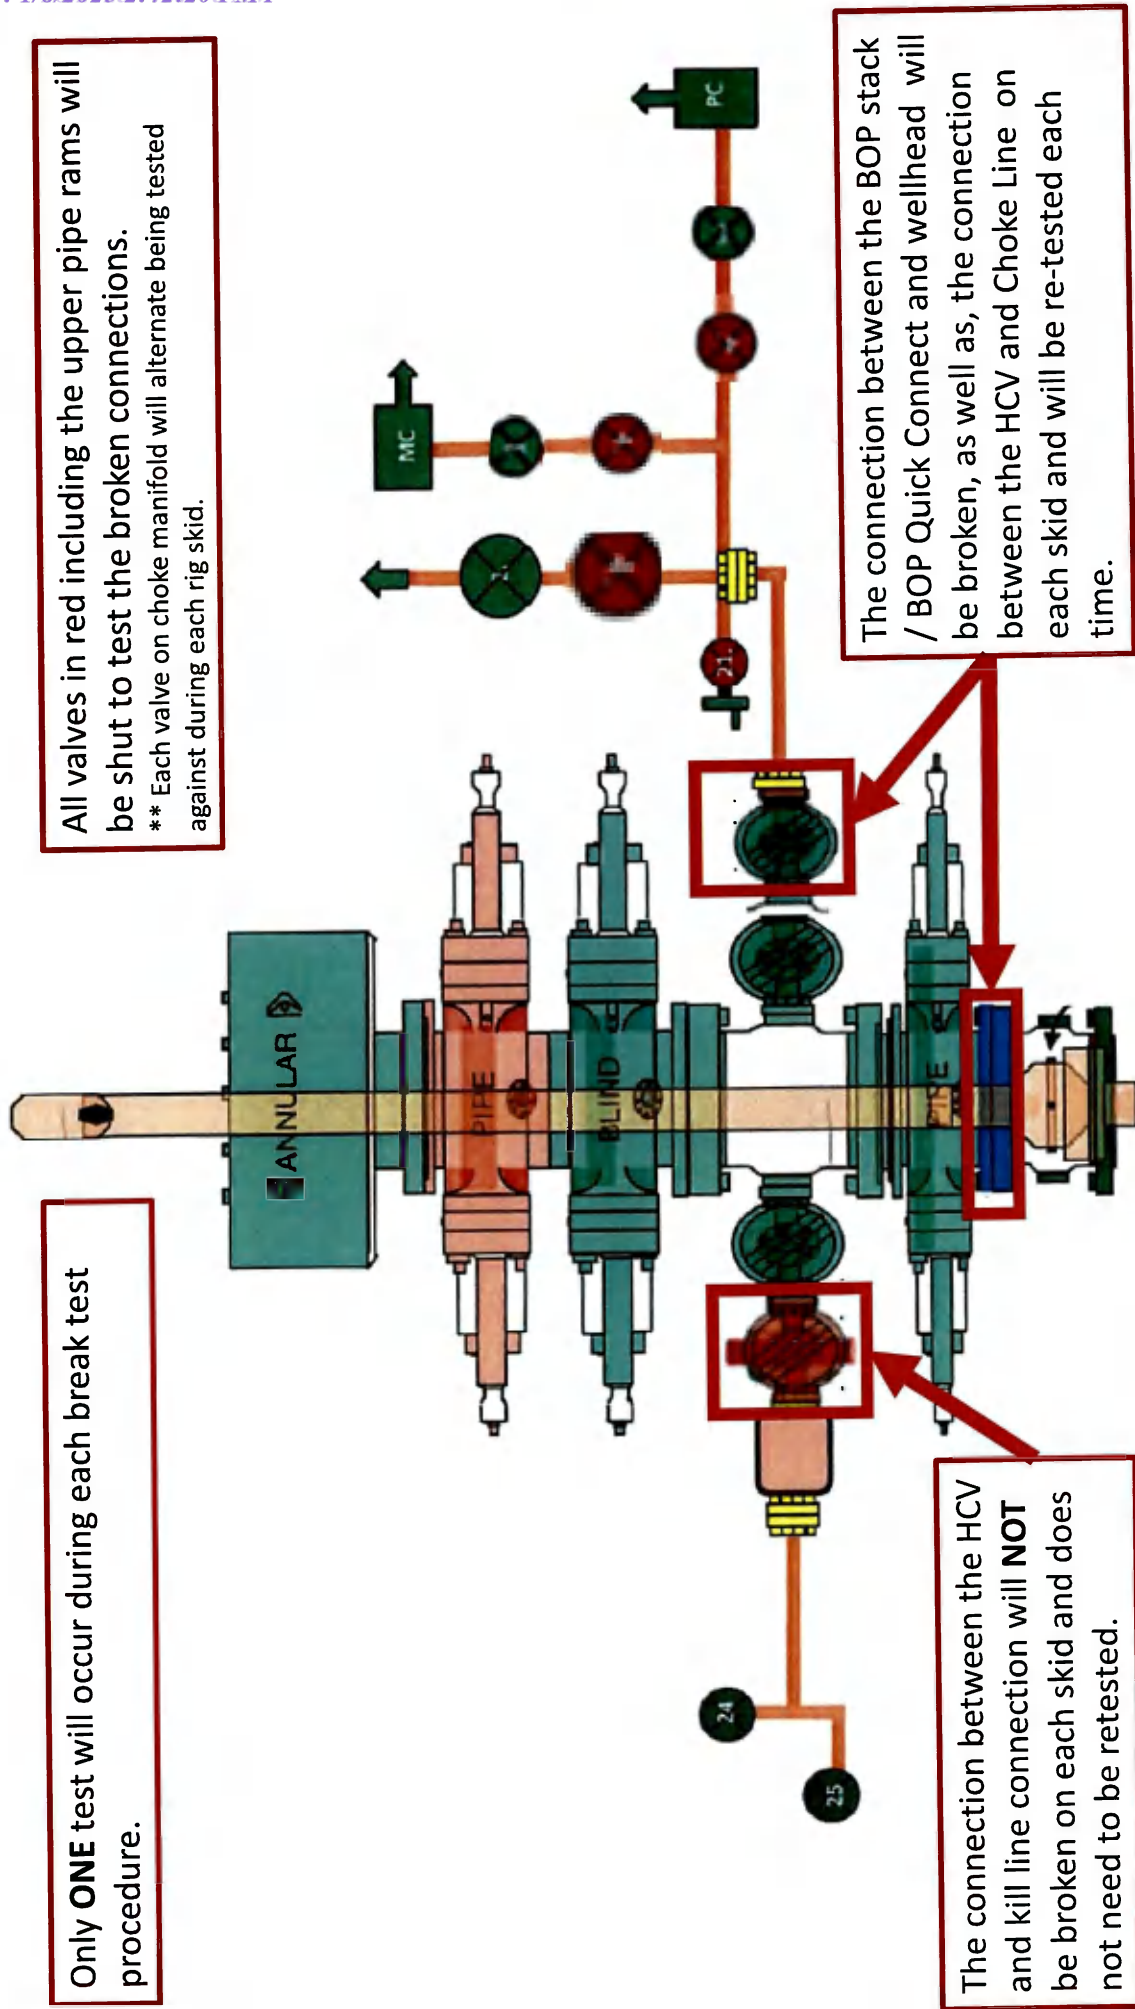 Only ONE test will occur during each break test
procedure.
All valves in red including the upper pipe rams will
be shut to test the broken connections.
** Each valve on choke manifold will alternate being tested
against during each rig skid.
ANNULAR
PIPE
BLIND
PIPE
MC
PC
21.
24
25
The connection between the HCV
and kill line connection will NOT
be broken on each skid and does
not need to be retested.
The connection between the BOP stack
/ BOP Quick Connect and wellhead will
be broken, as well as, the connection
between the HCV and Choke Line on
each skid and will be re-tested each
time.